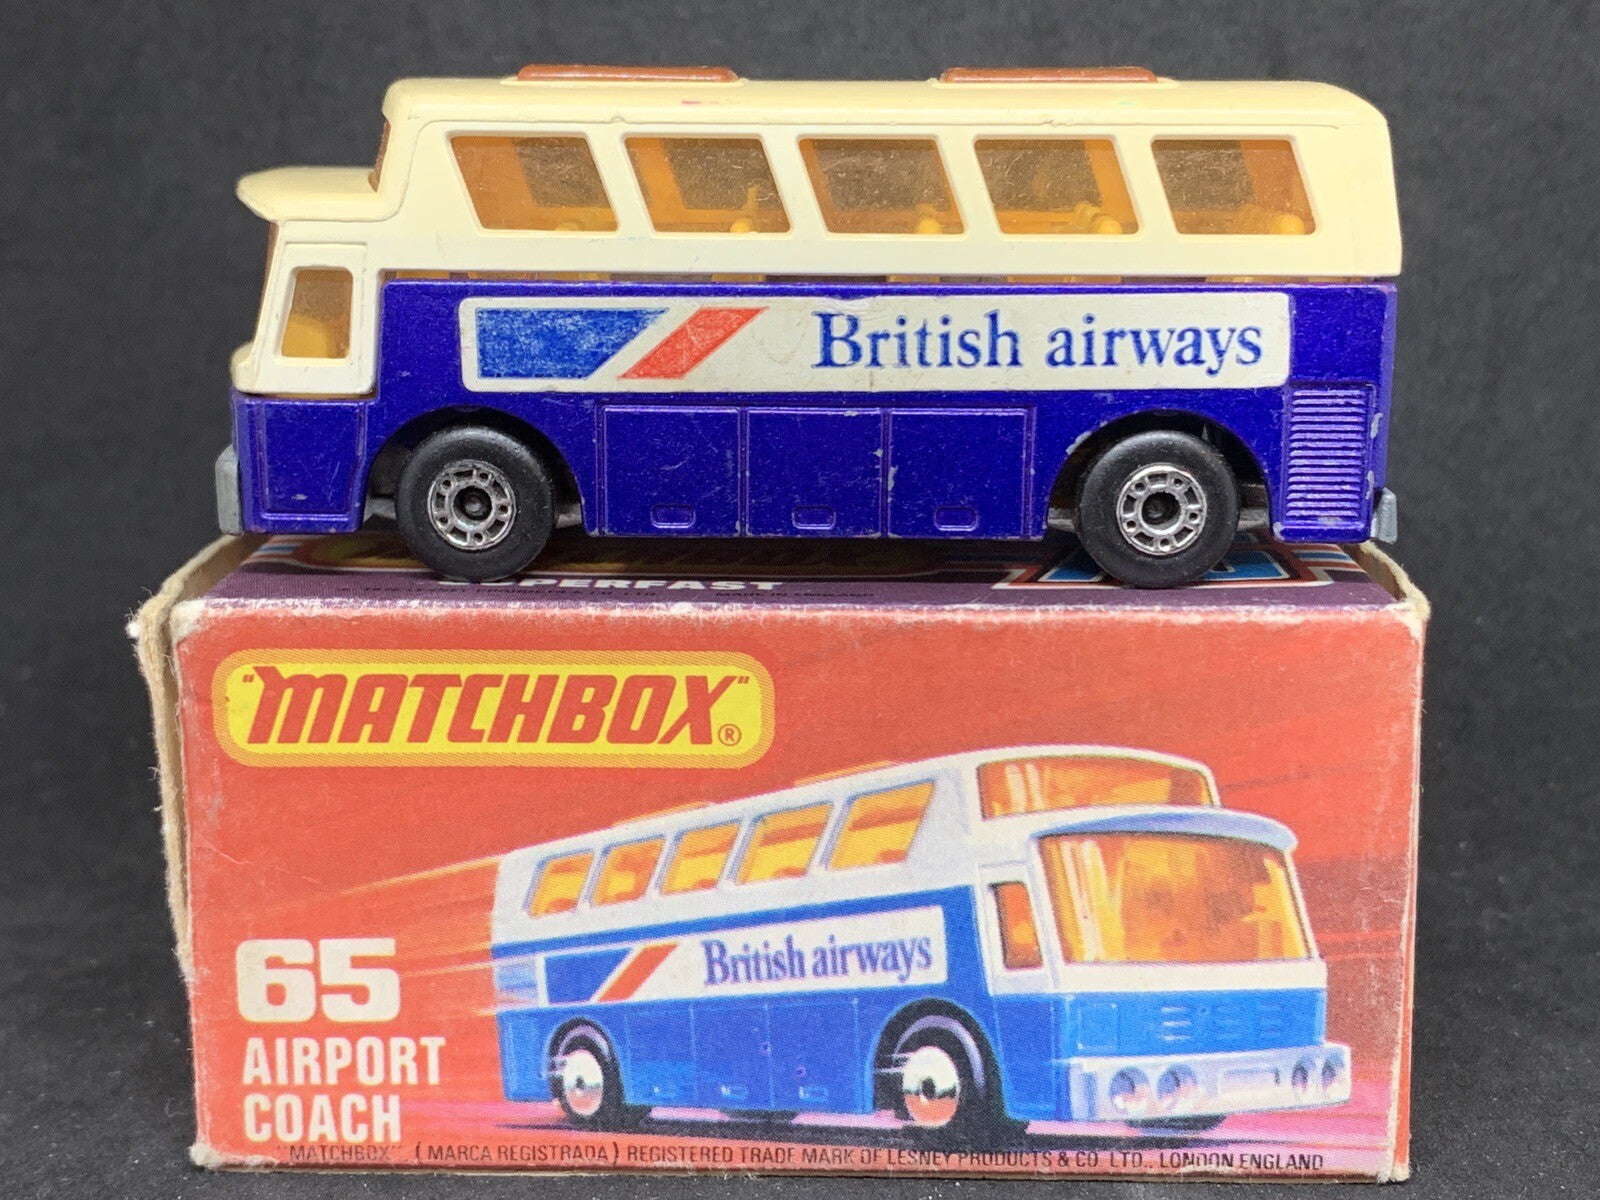 British airways
SUPERFAST
"MATCHBOX"®
British airways
65
AIRPORT
COACH
"MATCHBOX" (MARCA REGISTRADA) REGISTERED TRADE MARK OF LESNEY PRODUCTS & CO. LTD., LONDON ENGLAND